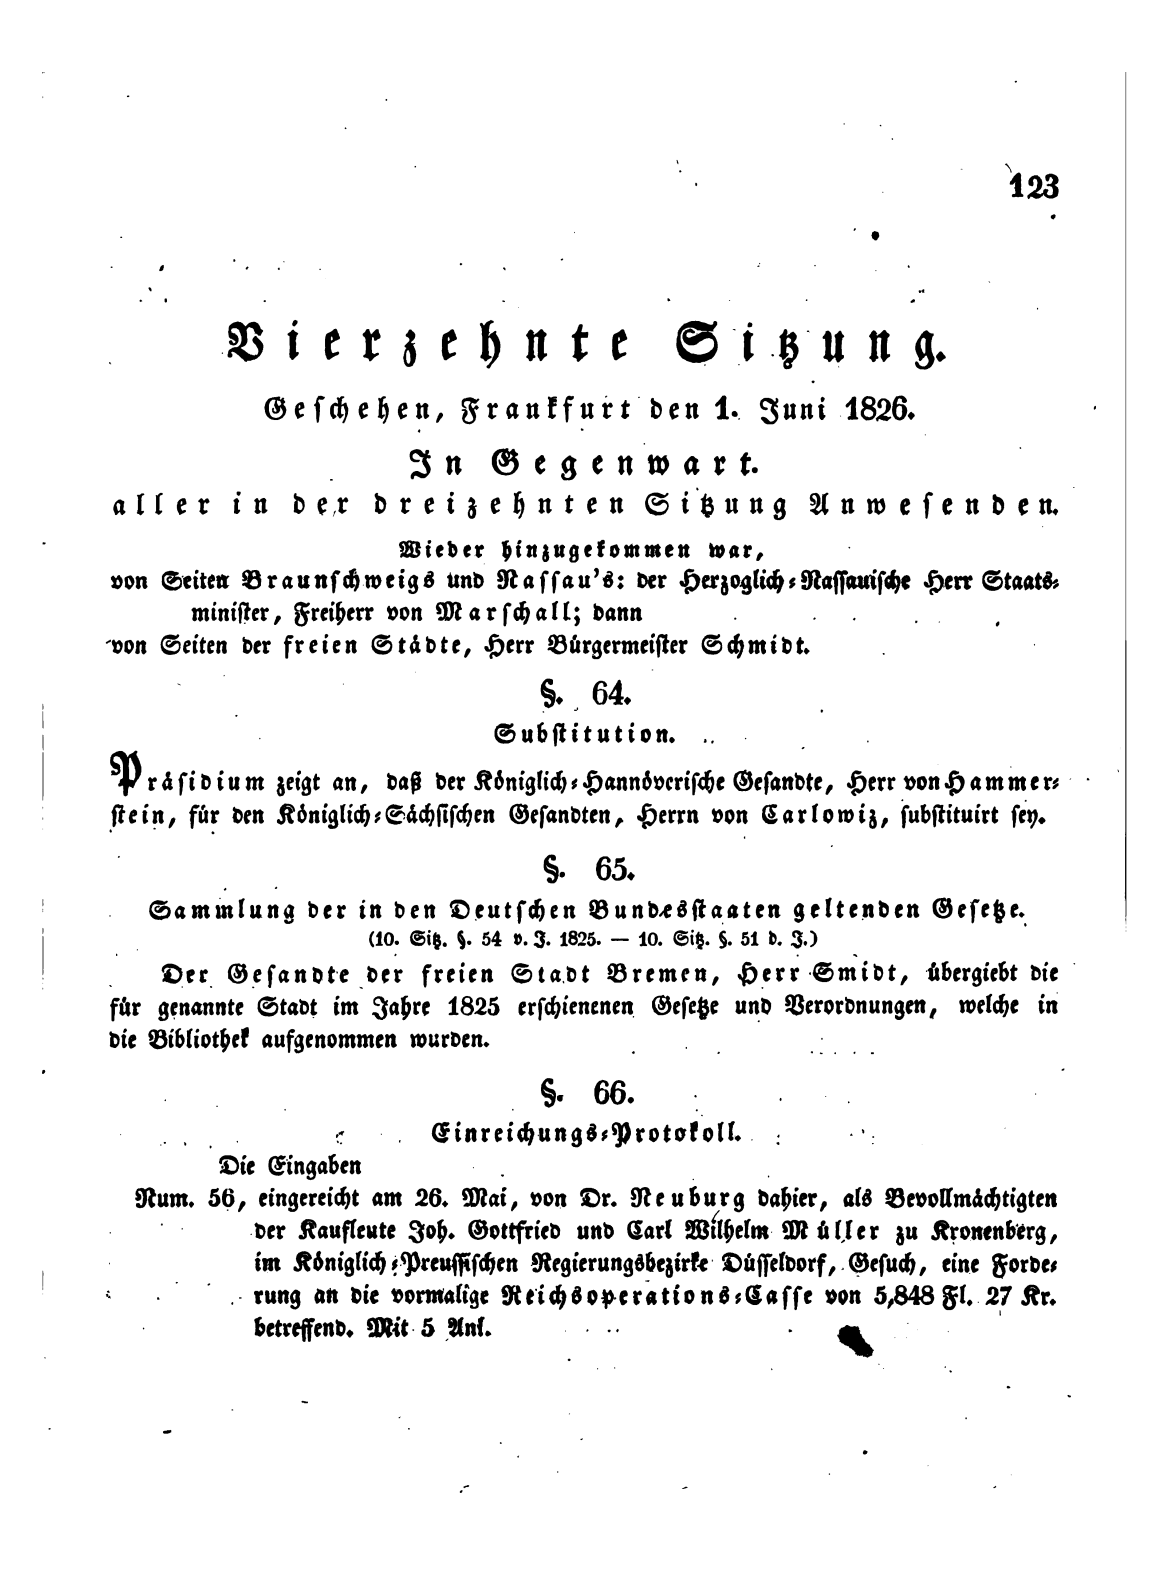 123
Vierzehnte Sitzung.
Geschehen, Frankfurt den 1. Juni 1826.
In Gegenwart.
aller in der dreizehnten Sitzung Anwesenden.
Wieder hinzugekommen war,
von Seiten Braunschweigs und Nassau's: der Herzoglich-Nassauische Herr Staats-
minister, Freiherr von Marschall; dann
von Seiten der freien Städte, Herr Bürgermeister Schmidt.
§. 64.
Substitution.
Präsidium zeigt an, daß der Königlich-Hannöverische Gesandte, Herr von Hammer-
stein, für den Königlich-Sächsischen Gesandten, Herrn von Carlowiz, substituirt sey.
§. 65.
Sammlung der in den Deutschen Bundesstaaten geltenden Gesetze.
(10. Sitz. §. 54 v. J. 1825. — 10. Sitz. §. 51 d. J.)
Der Gesandte der freien Stadt Bremen, Herr Smidt, übergiebt die
für genannte Stadt im Jahre 1825 erschienenen Gesetze und Verordnungen, welche in
die Bibliothek aufgenommen wurden.
§. 66.
Einreichungs-Protokoll.
Die Eingaben
Num. 56, eingereicht am 26. Mai, von Dr. Neuburg dahier, als Bevollmächtigten
der Kaufleute Joh. Gottfried und Carl Wilhelm Müller zu Kronenberg,
im Königlich-Preussischen Regierungsbezirke Düsseldorf, Gesuch, eine Forde-
rung an die vormalige Reichsoperations-Casse von 5,848 Fl. 27 Kr.
betreffend. Mit 5 Anl.